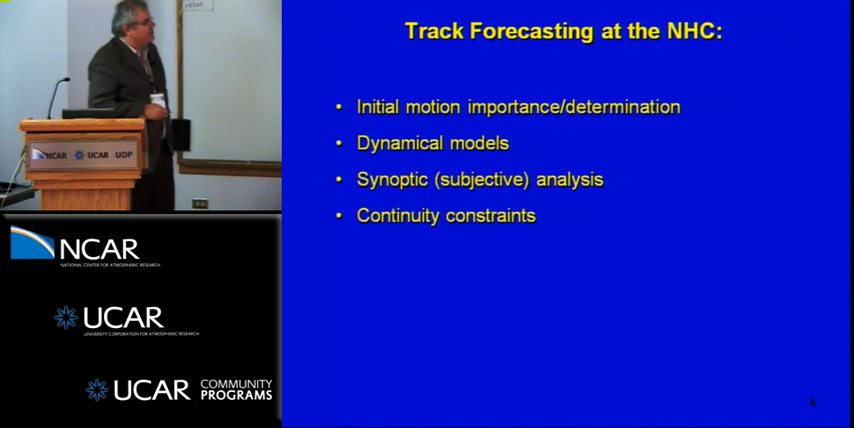 Track Forecasting at the NHC:
• Initial motion importance/determination
• Dynamical models
• Synoptic (subjective) analysis
• Continuity constraints
4
NCAR UCAR UOP
NCAR
NATIONAL CENTER FOR ATMOSPHERIC RESEARCH
UCAR
UNIVERSITY CORPORATION FOR ATMOSPHERIC RESEARCH
UCAR COMMUNITY
PROGRAMS